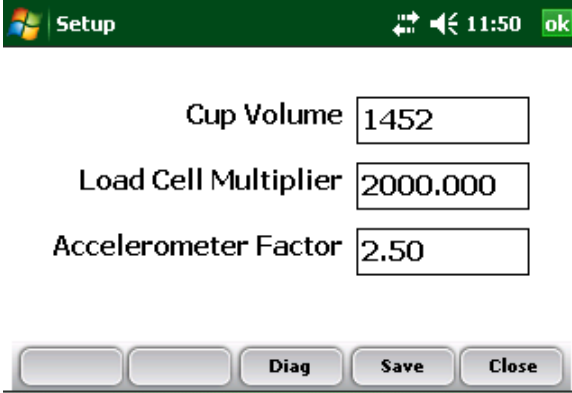 Setup 11:50 ok
Cup Volume 1452
Load Cell Multiplier 2000.000
Accelerometer Factor 2.50
Diag Save Close